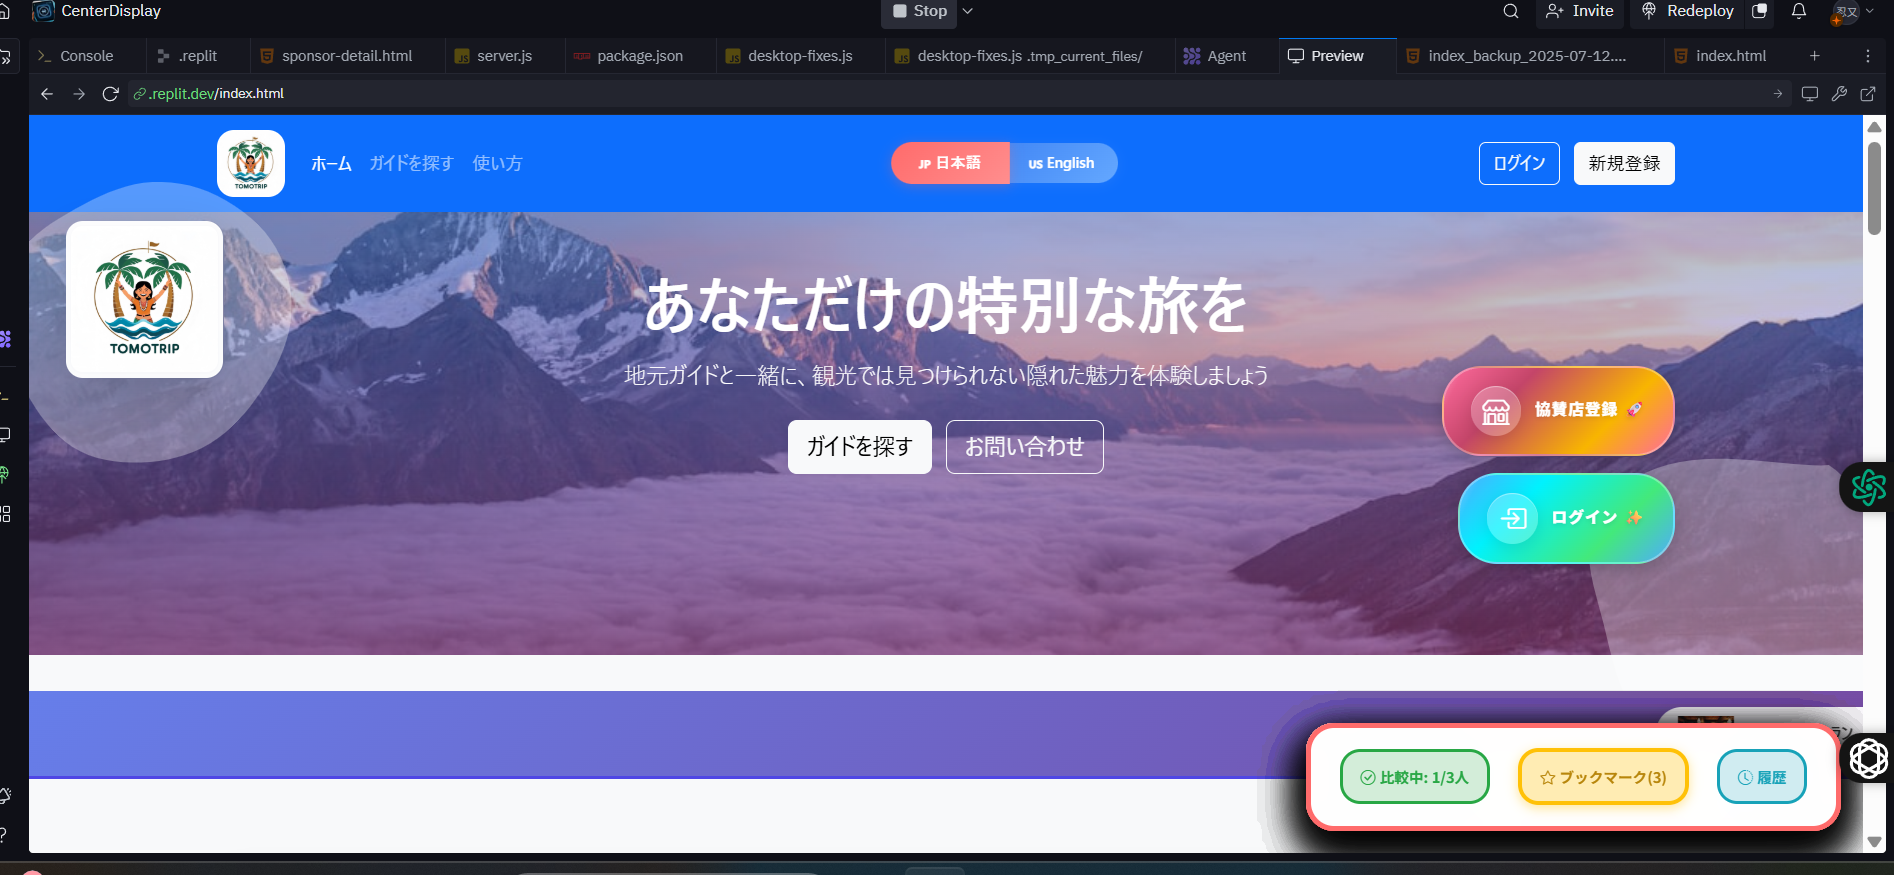 CenterDisplay
Stop
Invite
Redeploy
忍又
Console
.replit
sponsor-detail.html
server.js
package.json
desktop-fixes.js
desktop-fixes.js .tmp_current_files/
Agent
Preview
index_backup_2025-07-12....
index.html
.replit.dev/index.html
TOMOTRIP
ホーム
ガイドを探す
使い方
JP 日本語
US English
ログイン
新規登録
TOMOTRIP
あなただけの特別な旅を
地元ガイドと一緒に、観光では見つけられない隠れた魅力を体験しましょう
ガイドを探す
お問い合わせ
協賛店登録 🚀
ログイン ✨
ラン
比較中: 1/3人
ブックマーク(3)
履歴